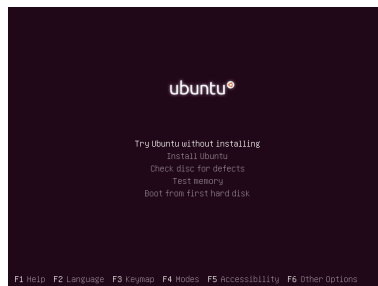 ubuntu
Try Ubuntu without installing
Install Ubuntu
Check disc for defects
Test memory
Boot from first hard disk
F1 Help F2 Language F3 Keymap F4 Modes F5 Accessibility F6 Other Options